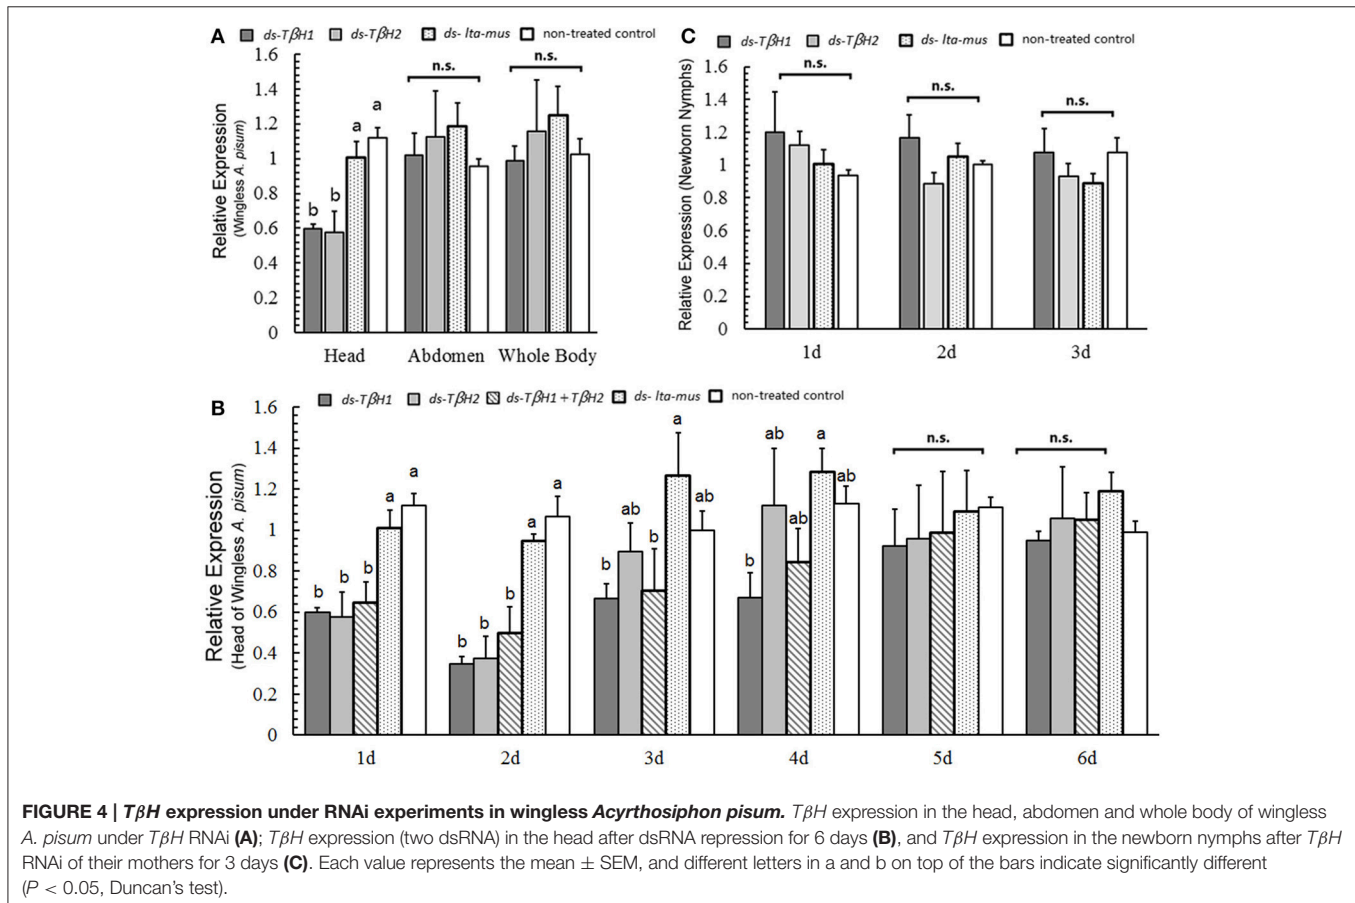 A ds-TβH1 ds-TβH2 ds- lta-mus non-treated control
Relative Expression
(Wingless A. pisum)
1.6
1.4
1.2
1
0.8
0.6
0.4
0.2
0
b b a a
n.s.
n.s.
Head Abdomen Whole Body
C ds-TβH1 ds-TβH2 ds- lta-mus non-treated control
Relative Expression (Newborn Nymphs)
1.6
1.4
1.2
1
0.8
0.6
0.4
0.2
0
n.s.
n.s.
n.s.
1d 2d 3d
B ds-TβH1 ds-TβH2 ds-TβH1+TβH2 ds- lta-mus non-treated control
Relative Expression
(Head of Wingless A. pisum)
1.6
1.4
1.2
1
0.8
0.6
0.4
0.2
0
b b b a a
b b b a a
b ab b a ab
b ab ab a ab
n.s.
n.s.
1d 2d 3d 4d 5d 6d
FIGURE 4 | TβH expression under RNAi experiments in wingless Acyrthosiphon pisum. TβH expression in the head, abdomen and whole body of wingless
A. pisum under TβH RNAi (A); TβH expression (two dsRNA) in the head after dsRNA repression for 6 days (B), and TβH expression in the newborn nymphs after TβH
RNAi of their mothers for 3 days (C). Each value represents the mean ± SEM, and different letters in a and b on top of the bars indicate significantly different
(P < 0.05, Duncan's test).